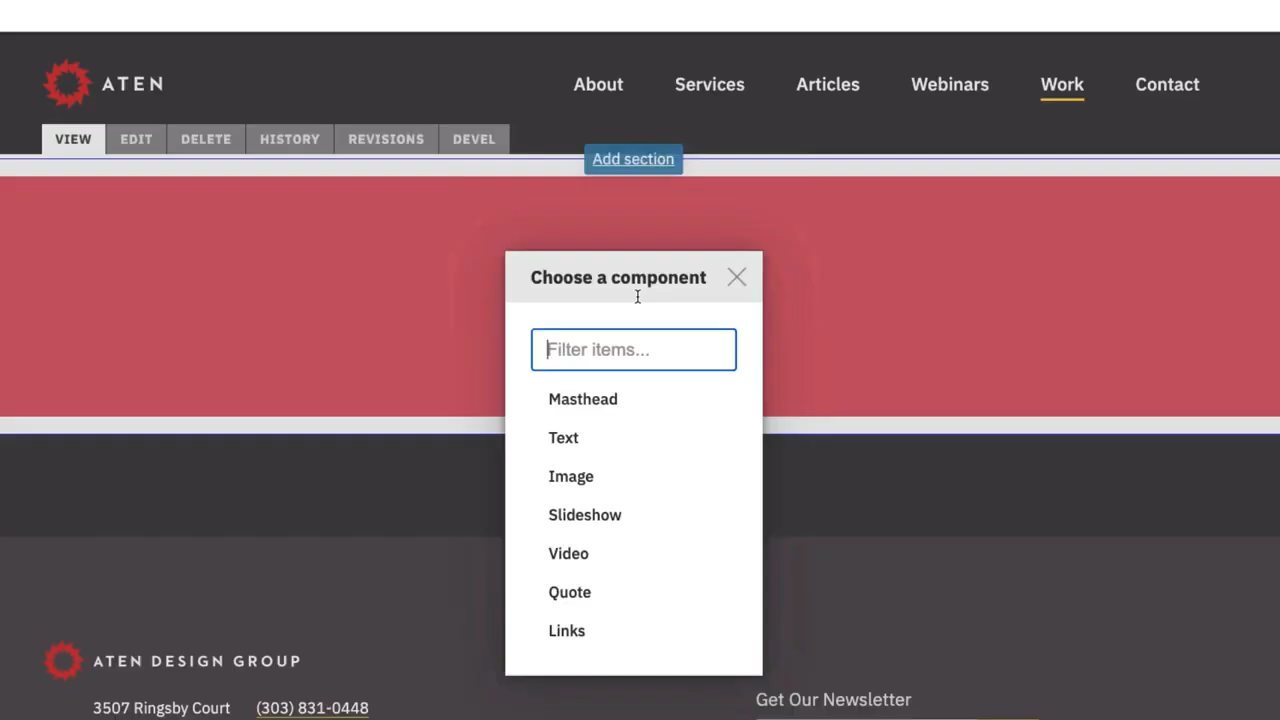 ATEN
About Services Articles Webinars Work Contact
VIEW EDIT DELETE HISTORY REVISIONS DEVEL
Add section
Choose a component
Filter items...
Masthead
Text
Image
Slideshow
Video
Quote
Links
ATEN DESIGN GROUP
3507 Ringsby Court (303) 831-0448
Get Our Newsletter